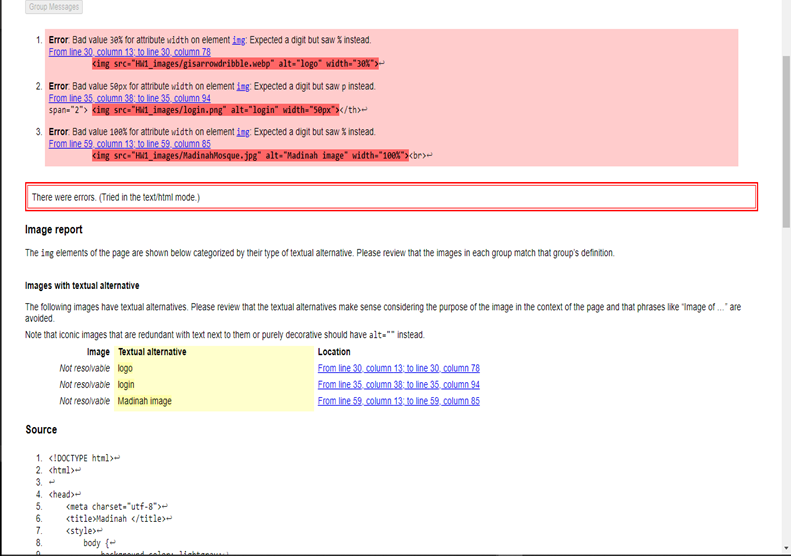 Group Messages
1. Error: Bad value 30% for attribute width on element img: Expected a digit but saw % instead.
From line 30, column 13; to line 30, column 78
<img src="HW1_images/gisarrowdribble.webp" alt="logo" width="30%">↩
2. Error: Bad value 50px for attribute width on element img: Expected a digit but saw p instead.
From line 35, column 38; to line 35, column 94
span="2"> <img src="HW1_images/login.png" alt="login" width="50px"></th>↩
3. Error: Bad value 100% for attribute width on element img: Expected a digit but saw % instead.
From line 59, column 13; to line 59, column 85
<img src="HW1_images/MadinahMosque.jpg" alt="Madinah image" width="100%"><br>↩
There were errors. (Tried in the text/html mode.)
Image report
The img elements of the page are shown below categorized by their type of textual alternative. Please review that the images in each group match that group's definition.
Images with textual alternative
The following images have textual alternatives. Please review that the textual alternatives make sense considering the purpose of the image in the context of the page and that phrases like “Image of …” are
avoided.
Note that iconic images that are redundant with text next to them or purely decorative should have alt="" instead.
Image Textual alternative Location
Not resolvable logo From line 30, column 13; to line 30, column 78
Not resolvable login From line 35, column 38; to line 35, column 94
Not resolvable Madinah image From line 59, column 13; to line 59, column 85
Source
1. <!DOCTYPE html>↩
2. <html>↩
3. ↩
4. <head>↩
5. <meta charset="utf-8">↩
6. <title>Madinah </title>↩
7. <style>↩
8. body {↩
9. background-color: lightgray;↩